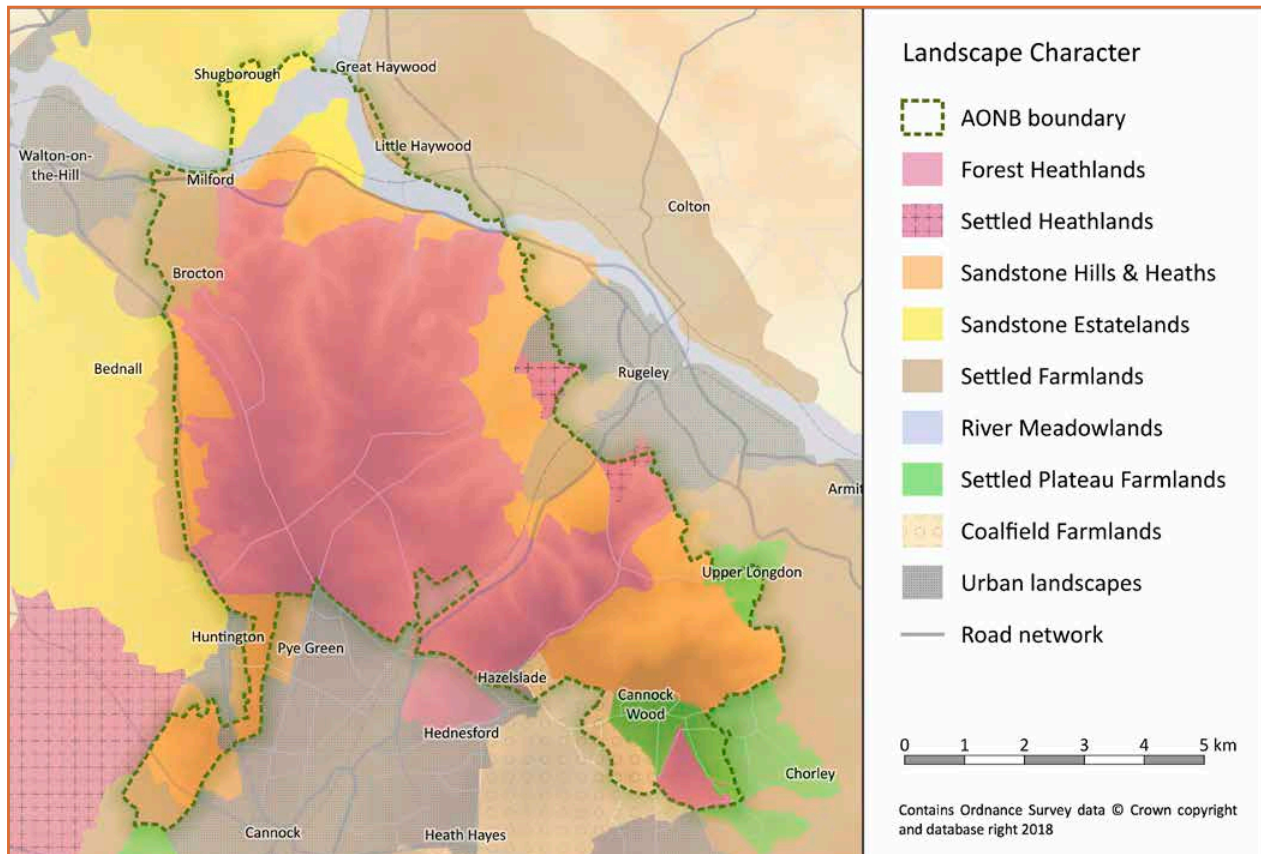 Shugborough
Great Haywood
Walton-on-
the-Hill
Little Haywood
Milford
Colton
Brocton
Bednall
Rugeley
Armit
Upper Longdon
Huntington
Pye Green
Hazelslade
Cannock
Wood
Hednesford
Chorley
Cannock
Heath Hayes
Landscape Character
AONB boundary
Forest Heathlands
Settled Heathlands
Sandstone Hills & Heaths
Sandstone Estatelands
Settled Farmlands
River Meadowlands
Settled Plateau Farmlands
Coalfield Farmlands
Urban landscapes
Road network
0 1 2 3 4 5 km
Contains Ordnance Survey data © Crown copyright
and database right 2018